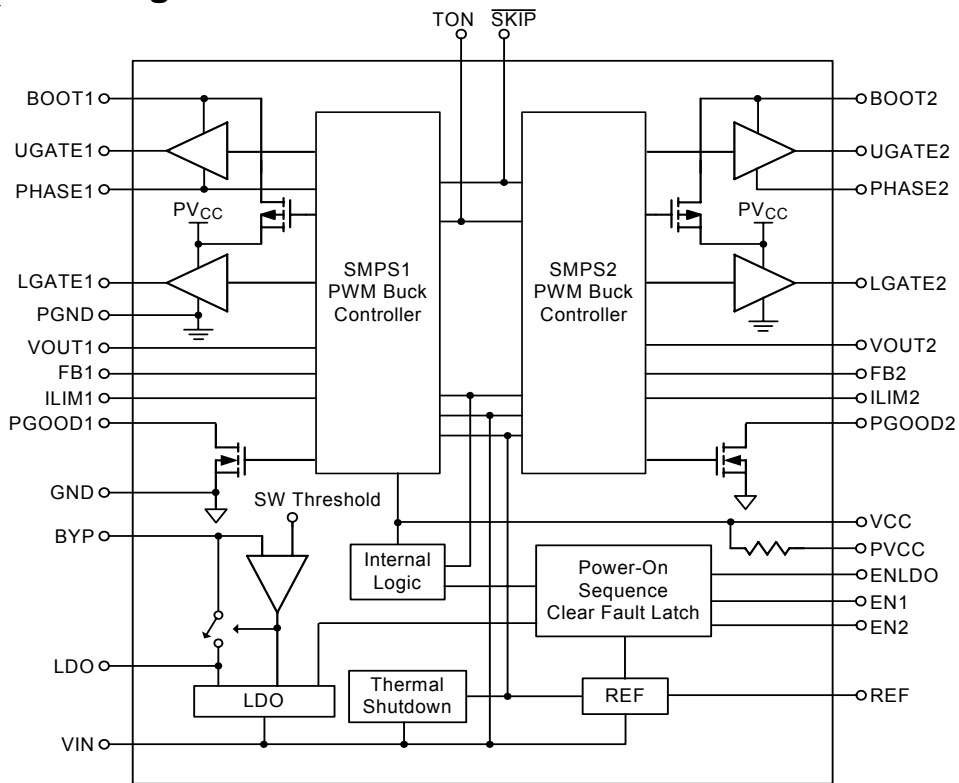 TON SKIP
BOOT1
UGATE1
PHASE1
PVCC
LGATE1
PGND
VOUT1
FB1
ILIM1
PGOOD1
GND
BYP
LDO
VIN
SMPS1
PWM Buck
Controller
SMPS2
PWM Buck
Controller
BOOT2
UGATE2
PHASE2
PVCC
LGATE2
VOUT2
FB2
ILIM2
PGOOD2
VCC
PVCC
ENLDO
EN1
EN2
REF
SW Threshold
Internal
Logic
Power-On
Sequence
Clear Fault Latch
LDO
Thermal
Shutdown
REF